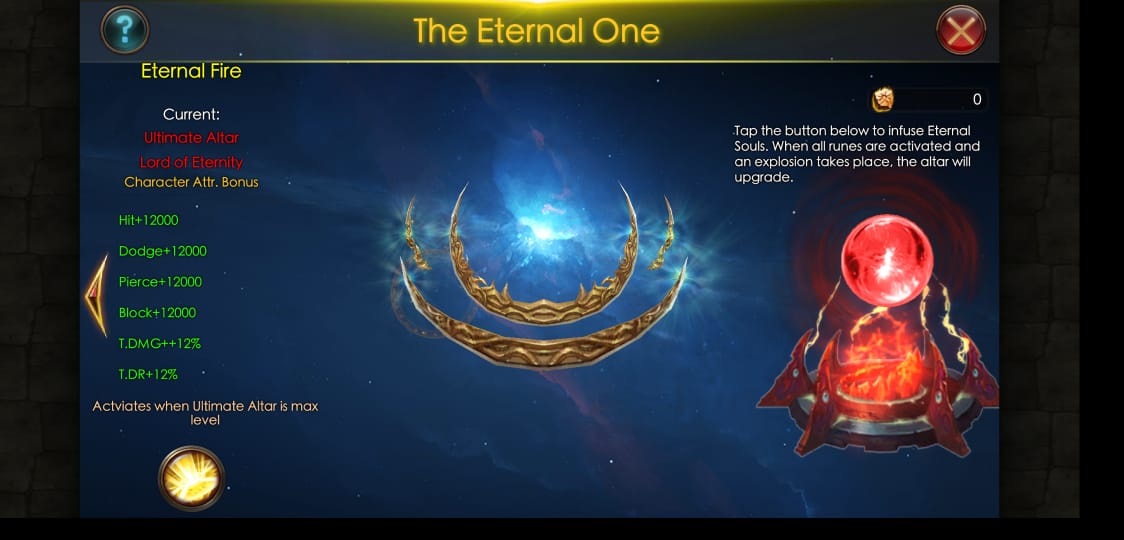 ?
The Eternal One
Eternal Fire
0
Current:
Ultimate Altar
Lord of Eternity
Character Attr. Bonus
Hit+12000
Dodge+12000
Pierce+12000
Block+12000
T.DMG++12%
T.DR+12%
Actviates when Ultimate Altar is max
level
Tap the button below to infuse Eternal
Souls. When all runes are activated and
an explosion takes place, the altar will
upgrade.